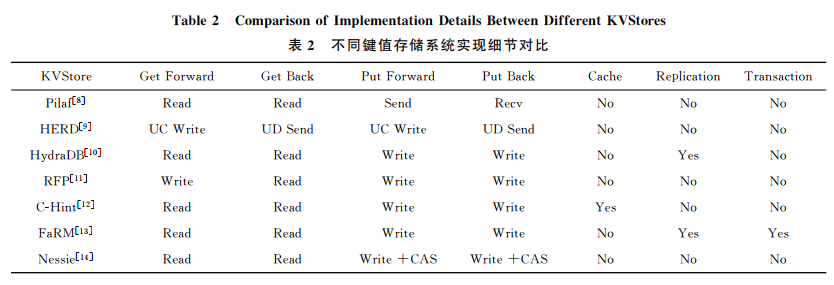 Table 2 Comparison of Implementation Details Between Different KVStores
表 2 不同键值存储系统实现细节对比
KVStore Get Forward Get Back Put Forward Put Back Cache Replication Transaction
Pilaf[8] Read Read Send Recv No No No
HERD[9] UC Write UD Send UC Write UD Send No No No
HydraDB[10] Read Read Write Write No Yes No
RFP[11] Write Read Write Write No No No
C-Hint[12] Read Read Write Write Yes No No
FaRM[13] Read Read Write Write No Yes Yes
Nessie[14] Read Read Write +CAS Write +CAS No No No